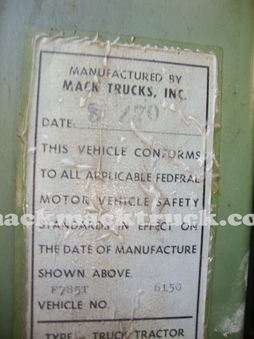 MANUFACTURED BY
MACK TRUCKS, INC.
8 /70
DATE
THIS VEHICLE CONFORMS
TO ALL APPLICABLE FEDERAL
MOTOR VEHICLE SAFETY
mackmacktruck.com
STANDARDS IN EFFECT ON
THE DATE OF MANUFACTURE
SHOWN ABOVE.
F785T 6150
VEHICLE NO.
TYPE- TRUCK TRACTOR